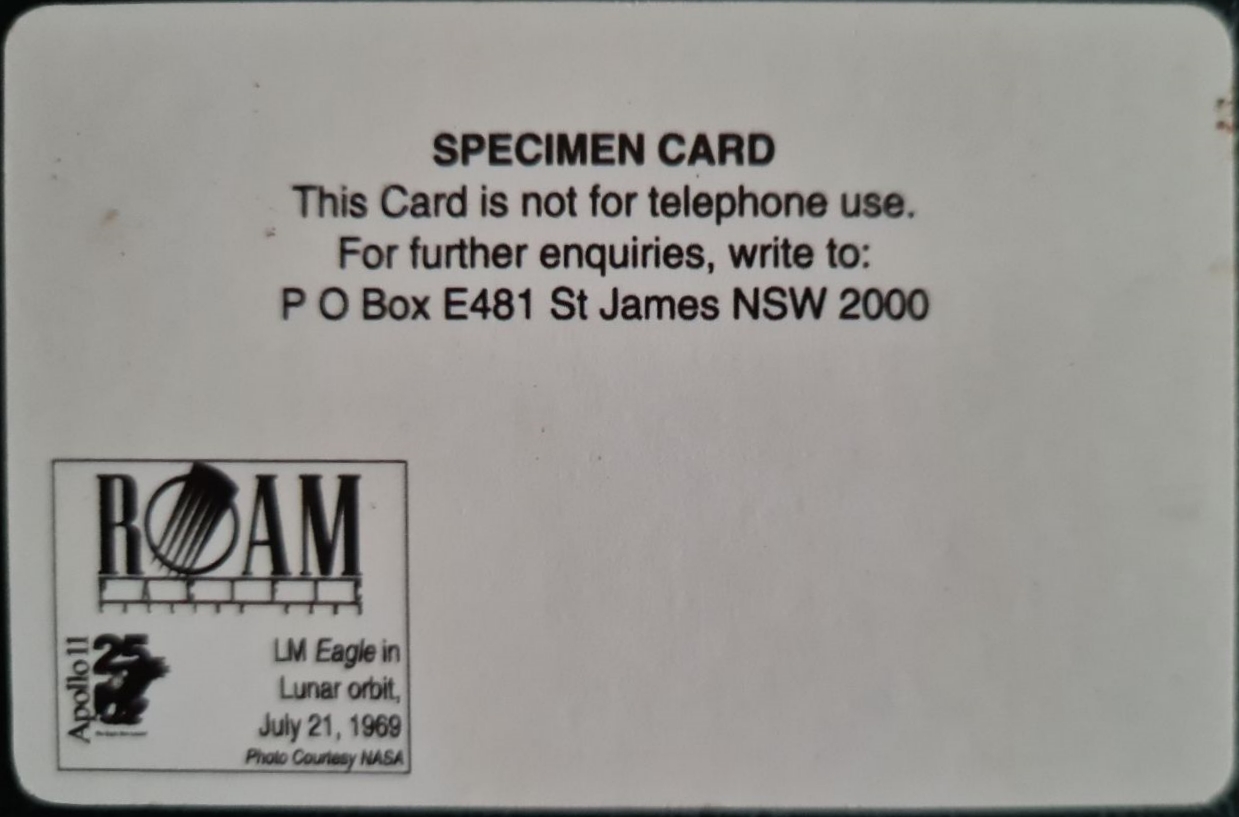 SPECIMEN CARD
This Card is not for telephone use.
For further enquiries, write to:
P O Box E481 St James NSW 2000
ROAM
PACIFIC
Apollo 11
25
LM Eagle in
Lunar orbit,
July 21, 1969
Photo Courtesy NASA